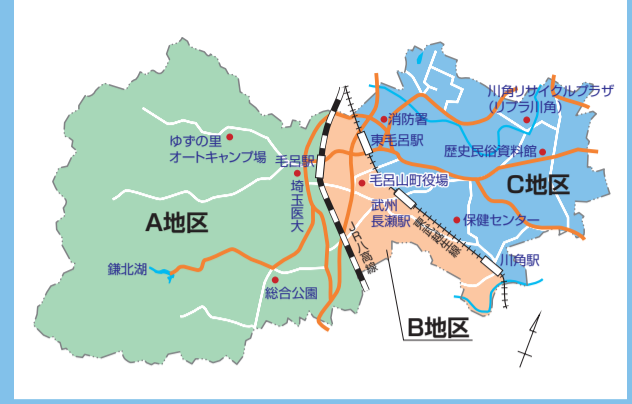 川角リサイクルプラザ
（リプラ川角）
消防署
ゆずの里
オートキャンプ場
東毛呂駅
歴史民俗資料館
毛呂駅
埼玉医大
毛呂山町役場
C地区
A地区
武州
長瀬駅
保健センター
JR八高線
東武越生線
川角駅
鎌北湖
総合公園
B地区